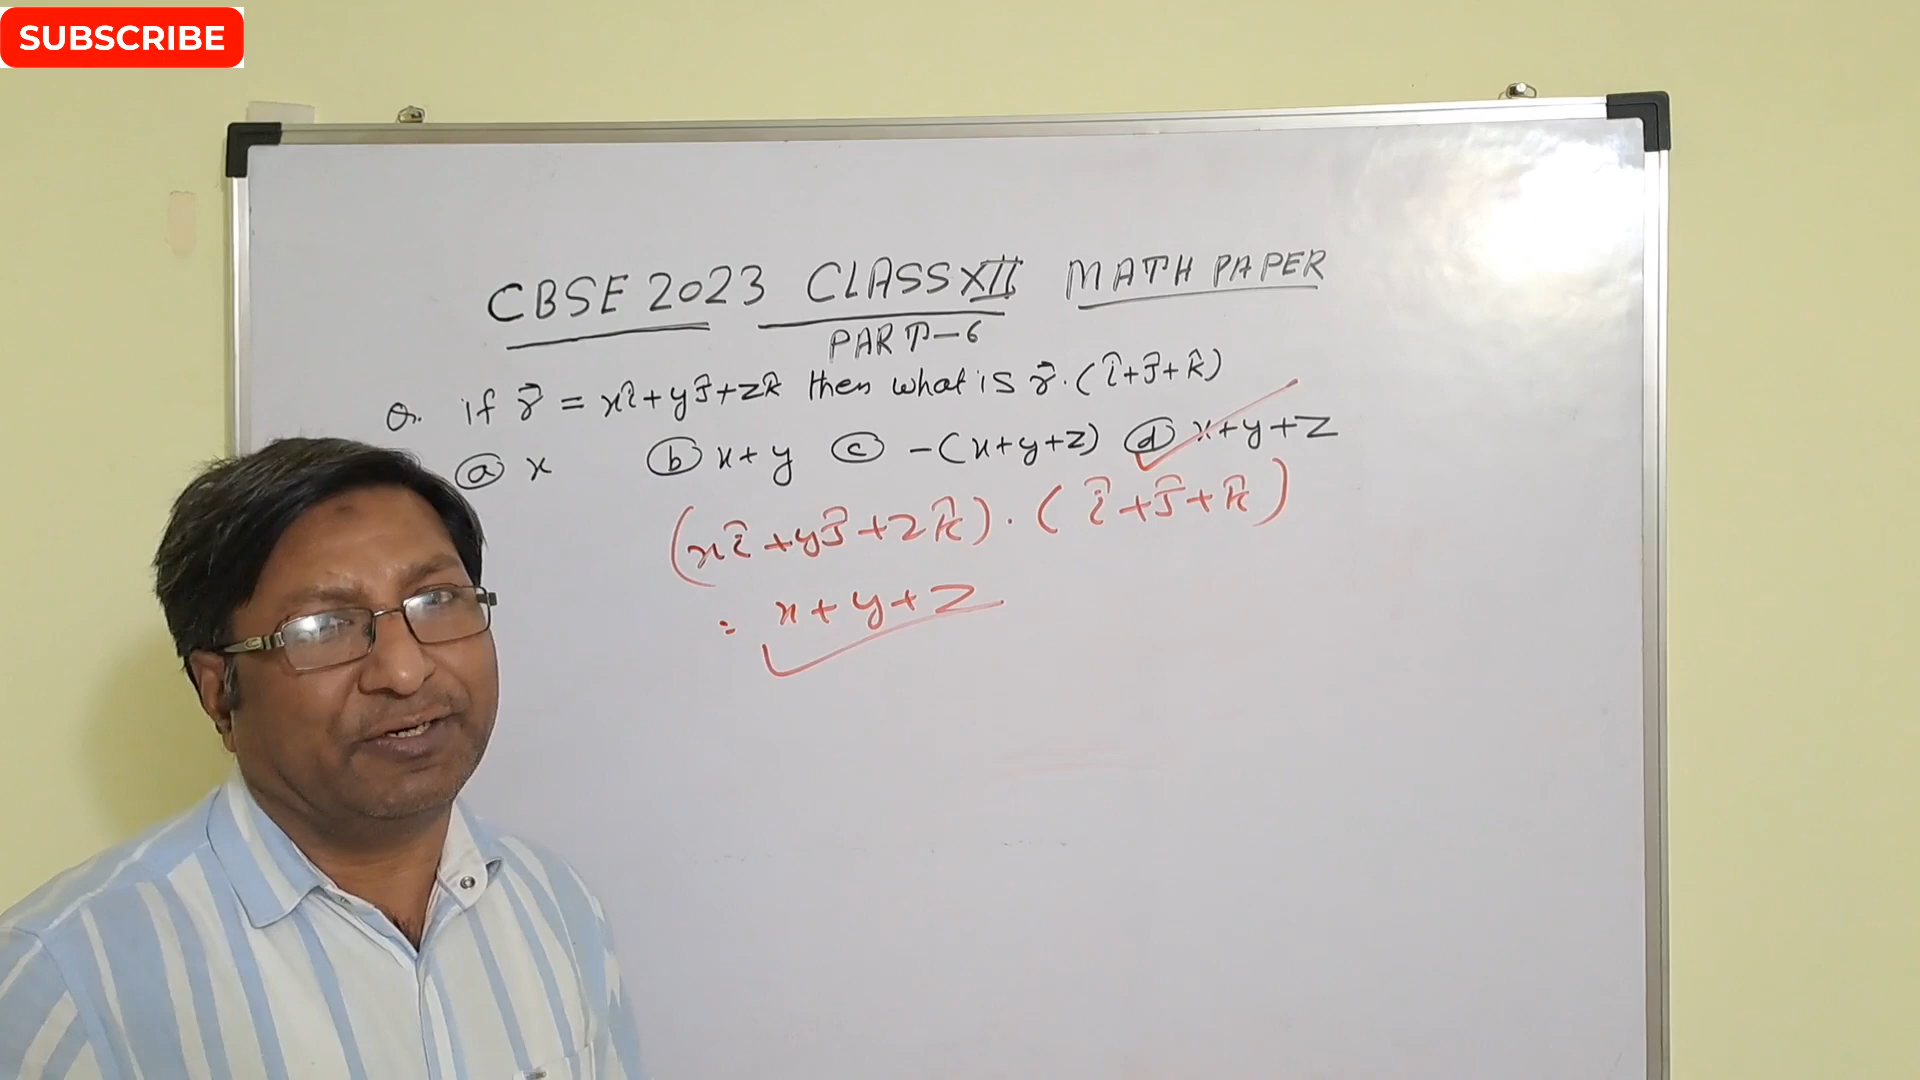 SUBSCRIBE
CBSE 2023 CLASS XII MATH PAPER
PART-6
Q. if r⃗ = xî+yĵ+zk̂ then what is r⃗.(î+ĵ+k̂)
ⓐ x ⓑ x+y ⓒ -(x+y+z) ⓓ x+y+z
(xî+yĵ+zk̂).(î+ĵ+k̂)
= x+y+z